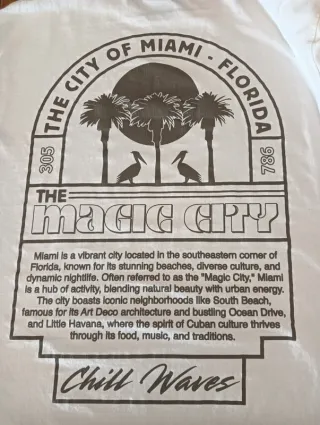 THE CITY OF MIAMI - FLORIDA
305
786
THE
MAGIC CITY
Miami is a vibrant city located in the southeastern corner of
Florida, known for its stunning beaches, diverse culture, and
dynamic nightlife. Often referred to as the "Magic City," Miami
is a hub of activity, blending natural beauty with urban energy.
The city boasts iconic neighborhoods like South Beach,
famous for its Art Deco architecture and bustling Ocean Drive,
and Little Havana, where the spirit of Cuban culture thrives
through its food, music, and traditions.
Chill Waves